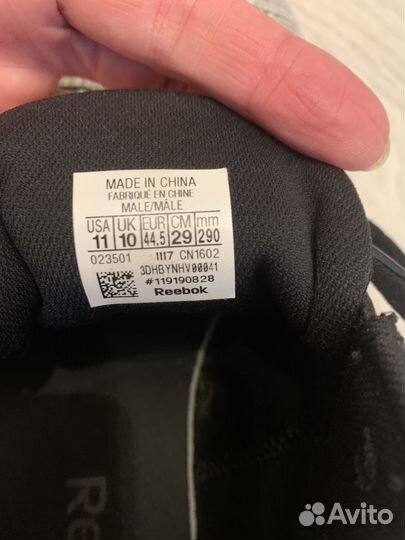 MADE IN CHINA
FABRIQUÉ EN CHINE
MALE/MÂLE
USA UK EUR CM mm
11 10 44.5 29 290
023501 1117 CN1602
3DHBYNHV00041
#119190828
Reebok
Re
Avito